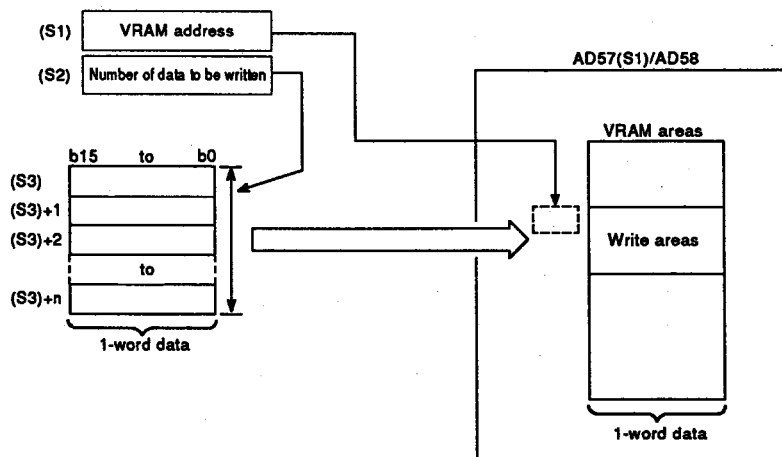 (S1) VRAM address
(S2) Number of data to be written
AD57(S1)/AD58
VRAM areas
b15 to b0
(S3)
(S3)+1
(S3)+2
Write areas
to
(S3)+n
1-word data
1-word data